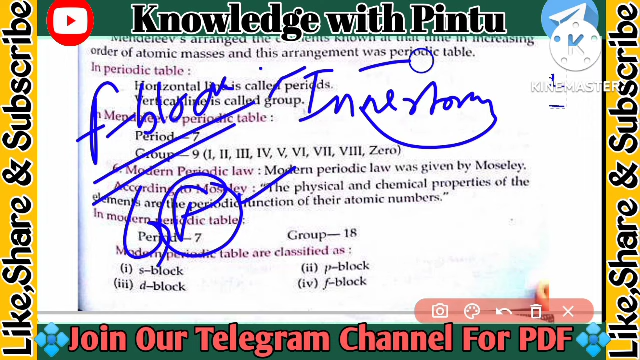 Knowledge with Pintu
Mendeleev's arranged the elements known at that time in increasing
order of atomic masses and this arrangement was periodic table.
In periodic table :
Horizontal line is called periods.
Vertical line is called group.
In Mendeleev's periodic table :
Period— 7
Group— 9 (I, II, III, IV, V, VI, VII, VIII, Zero)
6. Modern Periodic law : Modern periodic law was given by Moseley.
According Mosley : "The physical and chemical properties of the
elements are the periodic function of their atomic numbers."
In modern periodic table :
Period— 7 Group— 18
Modern periodic table are classified as :
(i) s–block (ii) p–block
(iii) d–block (iv) f–block
f-block
KINEMASTER
Like,Share & Subscribe
Like,Share & Subscribe
Join Our Telegram Channel For PDF